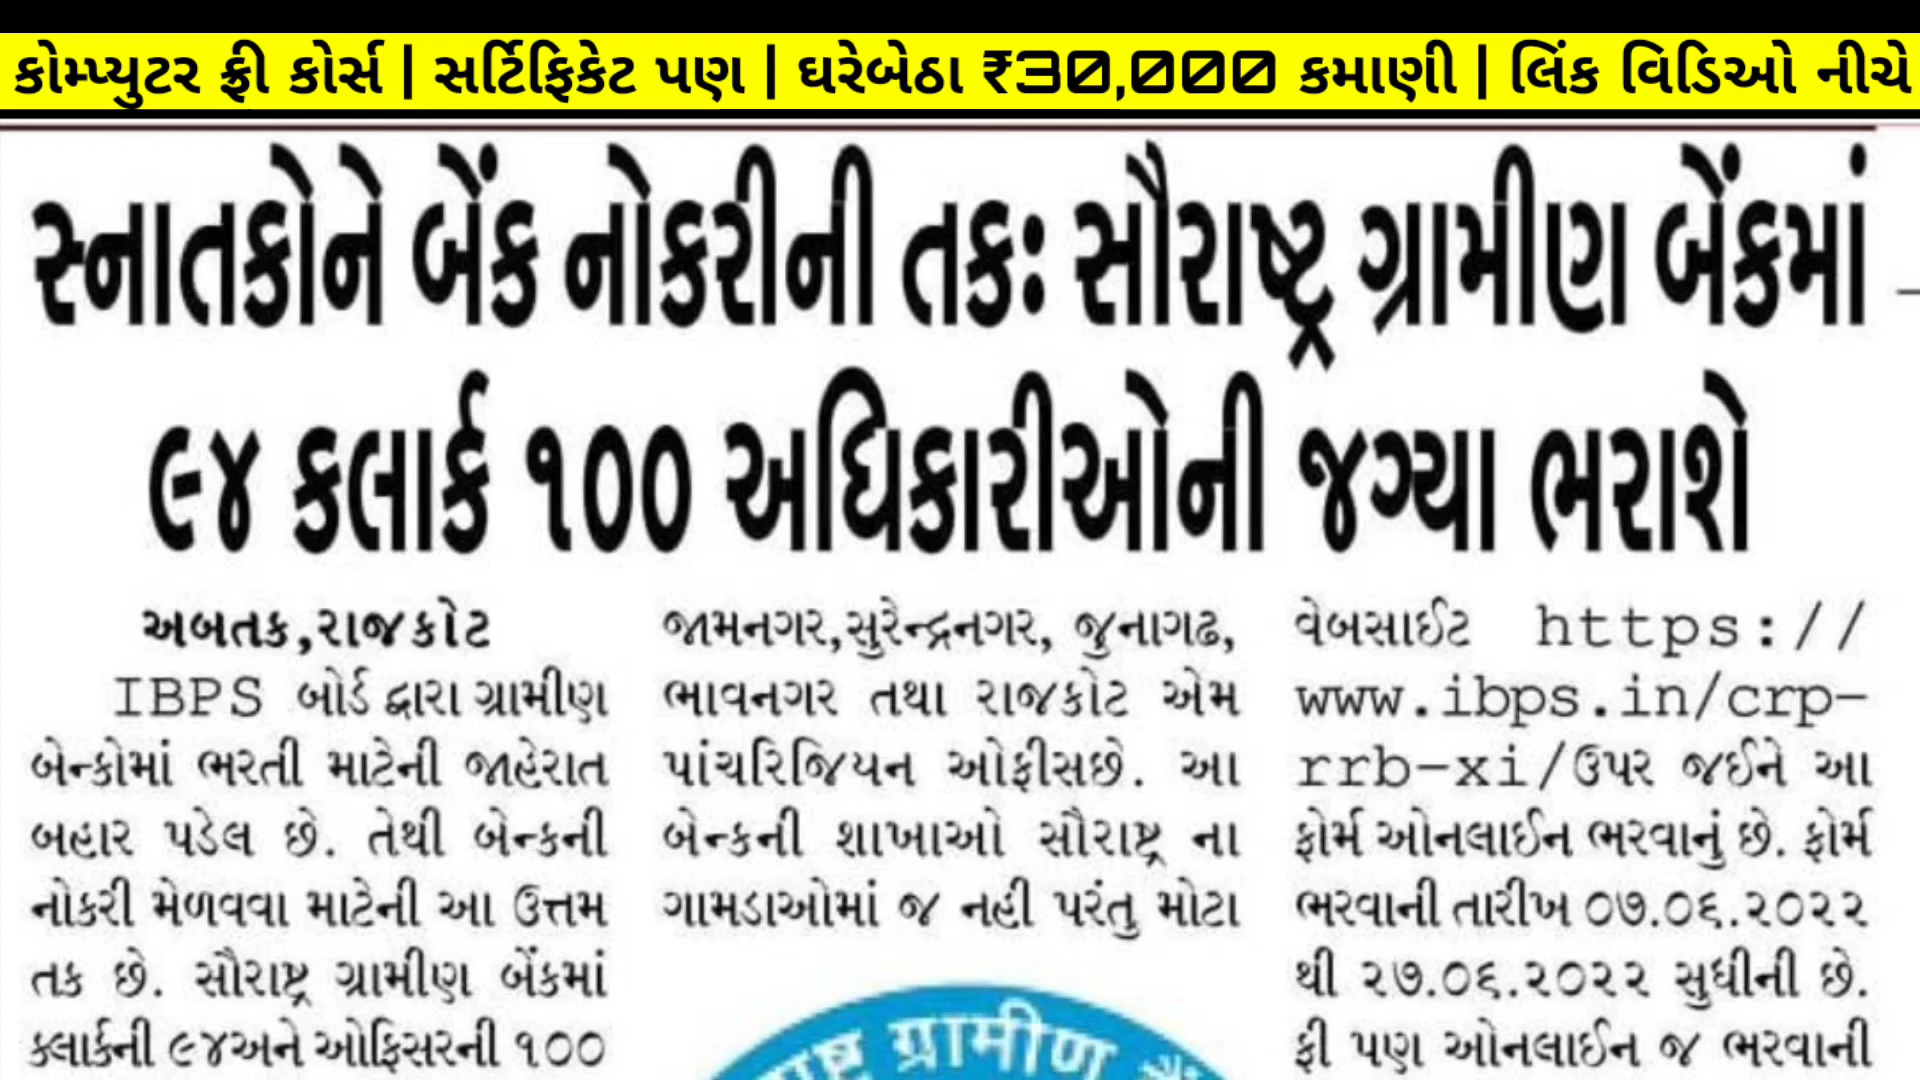 કોમ્પ્યુટર ફ્રી કોર્સ | સર્ટિફિકેટ પણ | ઘરેબેઠા ₹30,000 કમાણી | લિંક વિડિઓ નીચે
સ્નાતકોને બેંક નોકરીની તકઃ સૌરાષ્ટ્ર ગ્રામીણ બેંકમાં
૯૪ કલાર્ક ૧૦૦ અધિકારીઓની જગ્યા ભરાશે
અબતક,રાજકોટ
IBPS બોર્ડ દ્વારા ગ્રામીણ
બેન્કોમાં ભરતી માટેની જાહેરાત
બહાર પડેલ છે. તેથી બેન્કની
નોકરી મેળવવા માટેની આ ઉત્તમ
તક છે. સૌરાષ્ટ્ર ગ્રામીણ બેંકમાં
ક્લાર્કની ૯૪અને ઓફિસરની ૧૦૦
જામનગર,સુરેન્દ્રનગર, જુનાગઢ,
ભાવનગર તથા રાજકોટ એમ
પાંચરિજિયન ઓફીસછે. આ
બેન્કની શાખાઓ સૌરાષ્ટ્ર ના
ગામડાઓમાં જ નહી પરંતુ મોટા
ગ્રામીણ
વેબસાઈટ https://
www.ibps.in/crp-
rrb-xi/ઉપર જઈને આ
ફોર્મ ઓનલાઈન ભરવાનું છે. ફોર્મ
ભરવાની તારીખ ૦૭.૦૬.૨૦૨૨
થી ૨૭.૦૬.૨૦૨૨ સુધીની છે.
ફી પણ ઓનલાઈન જ ભરવાની